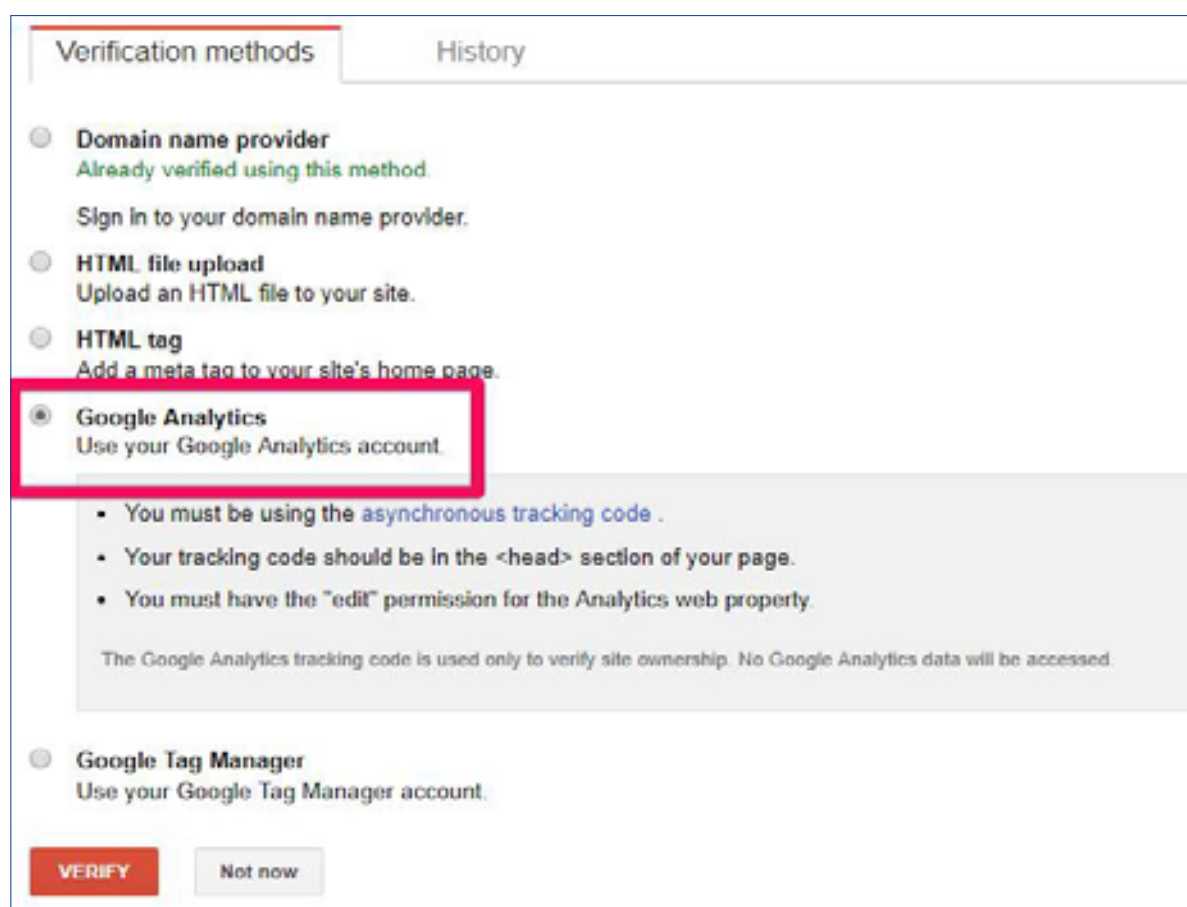 Verification methods
History
Domain name provider
Already verified using this method.
Sign in to your domain name provider.
HTML file upload
Upload an HTML file to your site.
HTML tag
Add a meta tag to your site's home page.
Google Analytics
Use your Google Analytics account.
• You must be using the asynchronous tracking code .
• Your tracking code should be in the <head> section of your page.
• You must have the "edit" permission for the Analytics web property.
The Google Analytics tracking code is used only to verify site ownership. No Google Analytics data will be accessed.
Google Tag Manager
Use your Google Tag Manager account.
VERIFY
Not now